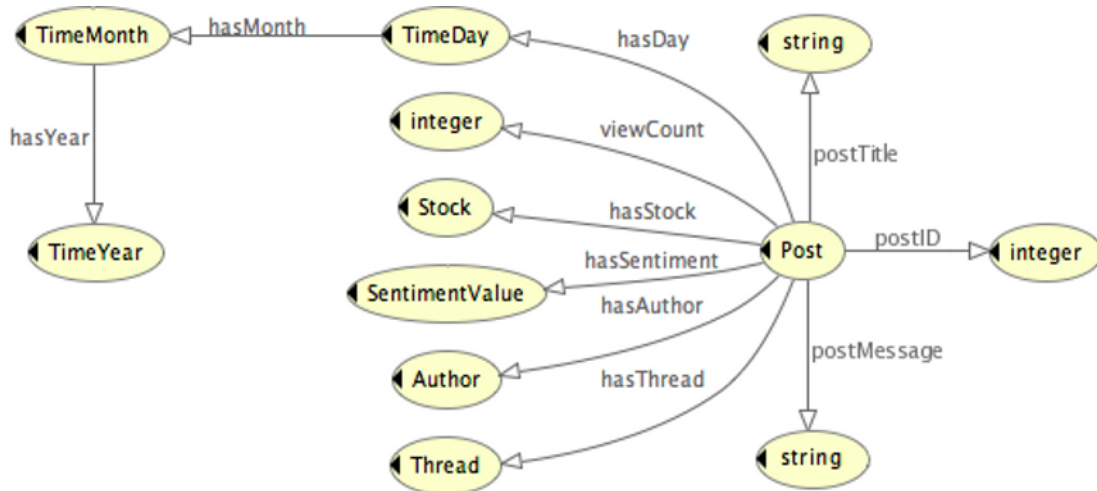 TimeMonth
hasMonth
TimeDay
hasDay
string
integer
viewCount
hasYear
postTitle
Stock
hasStock
TimeYear
Post
postID
integer
hasSentiment
SentimentValue
hasAuthor
postMessage
Author
hasThread
Thread
string